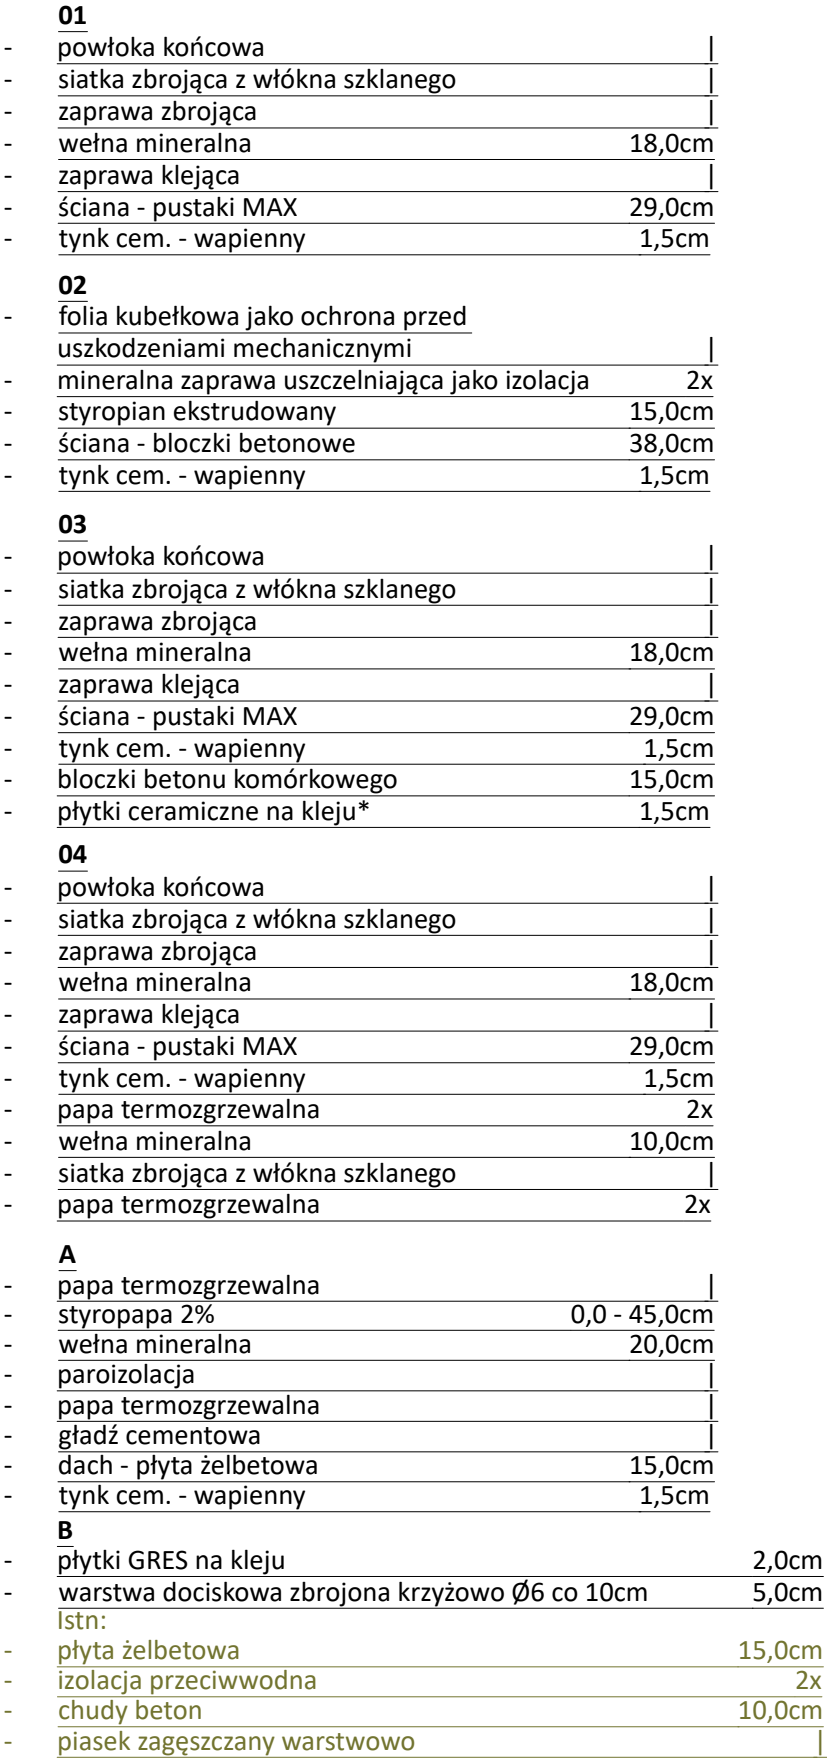 01
- powłoka końcowa |
- siatka zbrojąca z włókna szklanego |
- zaprawa zbrojąca |
- wełna mineralna 18,0cm
- zaprawa klejąca |
- ściana - pustaki MAX 29,0cm
- tynk cem. - wapienny 1,5cm
02
- folia kubełkowa jako ochrona przed
uszkodzeniami mechanicznymi |
- mineralna zaprawa uszczelniająca jako izolacja 2x
- styropian ekstrudowany 15,0cm
- ściana - bloczki betonowe 38,0cm
- tynk cem. - wapienny 1,5cm
03
- powłoka końcowa |
- siatka zbrojąca z włókna szklanego |
- zaprawa zbrojąca |
- wełna mineralna 18,0cm
- zaprawa klejąca |
- ściana - pustaki MAX 29,0cm
- tynk cem. - wapienny 1,5cm
- bloczki betonu komórkowego 15,0cm
- płytki ceramiczne na kleju* 1,5cm
04
- powłoka końcowa |
- siatka zbrojąca z włókna szklanego |
- zaprawa zbrojąca |
- wełna mineralna 18,0cm
- zaprawa klejąca |
- ściana - pustaki MAX 29,0cm
- tynk cem. - wapienny 1,5cm
- papa termozgrzewalna 2x
- wełna mineralna 10,0cm
- siatka zbrojąca z włókna szklanego |
- papa termozgrzewalna 2x
A
- papa termozgrzewalna |
- styropapa 2% 0,0 - 45,0cm
- wełna mineralna 20,0cm
- paroizolacja |
- papa termozgrzewalna |
- gładź cementowa |
- dach - płyta żelbetowa 15,0cm
- tynk cem. - wapienny 1,5cm
B
- płytki GRES na kleju 2,0cm
- warstwa dociskowa zbrojona krzyżowo Ø6 co 10cm 5,0cm
Istn:
- płyta żelbetowa 15,0cm
- izolacja przeciwwodna 2x
- chudy beton 10,0cm
- piasek zagęszczany warstwowo |